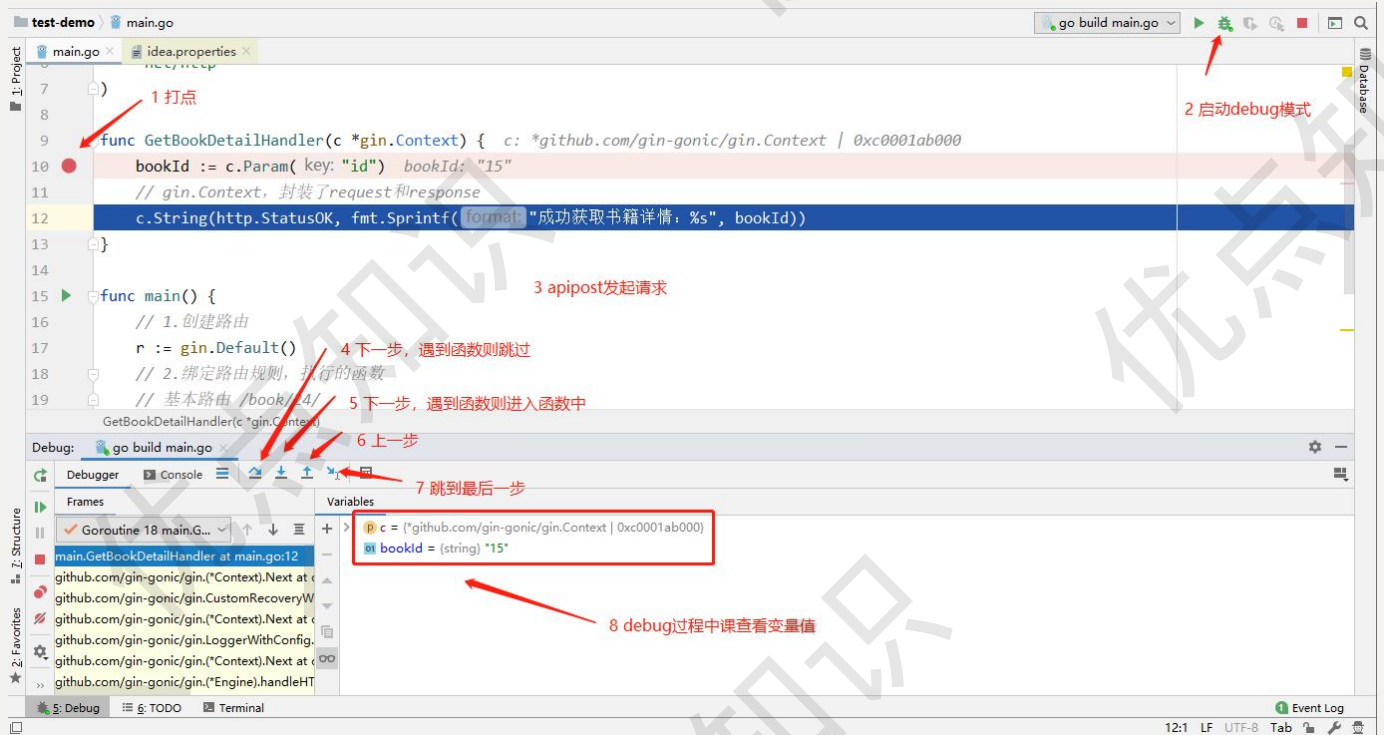 test-demo main.go
go build main.go
main.go
idea.properties
1: Project
Database
7 )
1 打点
2 启动debug模式
8
9 func GetBookDetailHandler(c *gin.Context) { c: *github.com/gin-gonic/gin.Context | 0xc0001ab000
10 bookId := c.Param( key: "id") bookId: "15"
11 // gin.Context，封装了request和response
12 c.String(http.StatusOK, fmt.Sprintf( format: "成功获取书籍详情：%s", bookId))
13 }
14
3 apipost发起请求
15 func main() {
16 // 1.创建路由
17 r := gin.Default()
4 下一步，遇到函数则跳过
18 // 2.绑定路由规则，执行的函数
19 // 基本路由 /book/24/
5 下一步，遇到函数则进入函数中
GetBookDetailHandler(c *gin.Context)
6 上一步
Debug: go build main.go
Debugger Console
7 跳到最后一步
Frames
Variables
Goroutine 18 main.G...
c = {*github.com/gin-gonic/gin.Context | 0xc0001ab000}
bookId = {string} "15"
main.GetBookDetailHandler at main.go:12
github.com/gin-gonic/gin.(*Context).Next at c
github.com/gin-gonic/gin.CustomRecoveryW
github.com/gin-gonic/gin.(*Context).Next at c
github.com/gin-gonic/gin.LoggerWithConfig.
github.com/gin-gonic/gin.(*Context).Next at c
github.com/gin-gonic/gin.(*Engine).handleHT
8 debug过程中课查看变量值
7: Structure
2: Favorites
5: Debug 6: TODO Terminal
1 Event Log
12:1 LF UTF-8 Tab
优点知识
优点知识